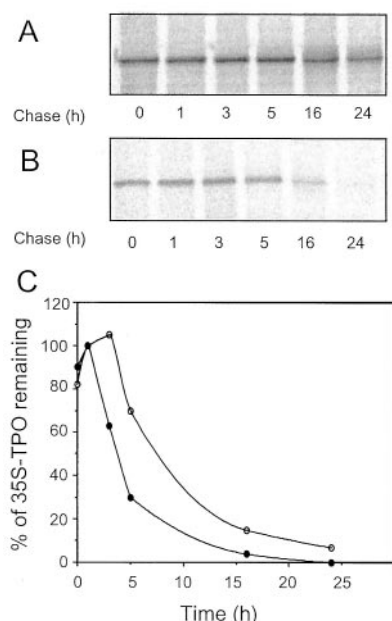 A
Chase (h) 0 1 3 5 16 24
B
Chase (h) 0 1 3 5 16 24
C
120
100
80
60
40
20
0
% of 35S-TPO remaining
0 5 10 15 20 25
Time (h)